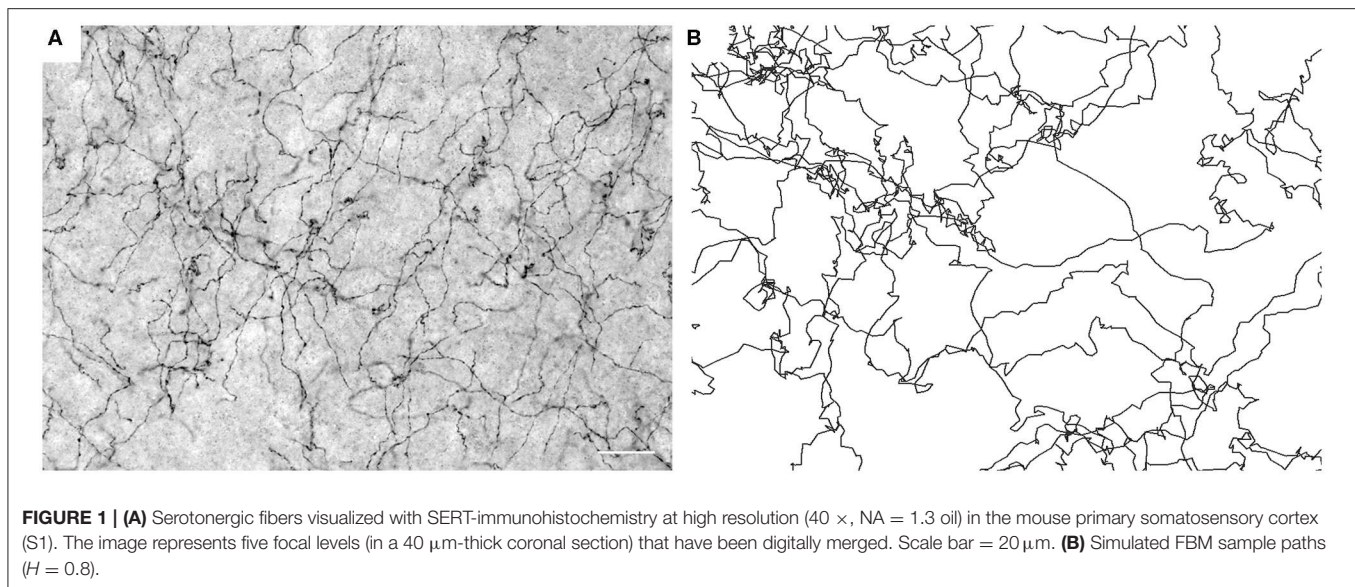 A
B
FIGURE 1 | (A) Serotonergic fibers visualized with SERT-immunohistochemistry at high resolution (40 ×, NA = 1.3 oil) in the mouse primary somatosensory cortex
(S1). The image represents five focal levels (in a 40 μm-thick coronal section) that have been digitally merged. Scale bar = 20 μm. (B) Simulated FBM sample paths
(H = 0.8).